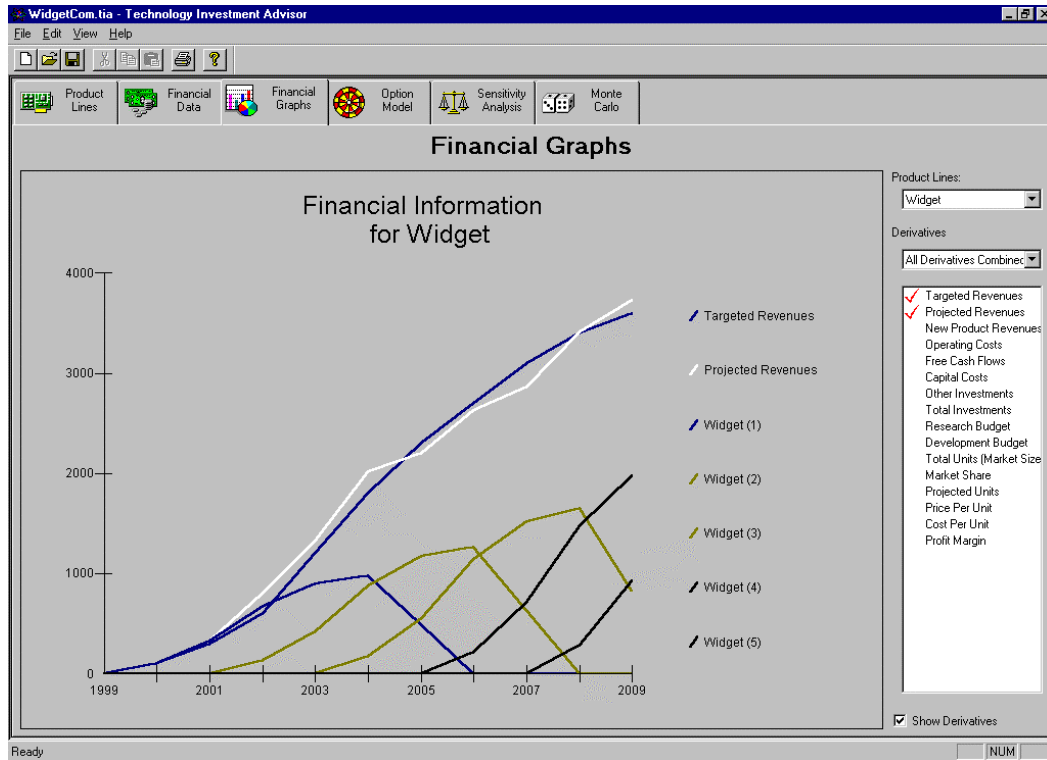 WidgetCom.tia - Technology Investment Advisor
File Edit View Help
Product Lines
Financial Data
Financial Graphs
Option Model
Sensitivity Analysis
Monte Carlo
Financial Graphs
Financial Information
for Widget
4000
3000
2000
1000
0
1999 2001 2003 2005 2007 2009
Targeted Revenues
Projected Revenues
Widget (1)
Widget (2)
Widget (3)
Widget (4)
Widget (5)
Product Lines:
Widget
Derivatives
All Derivatives Combined
Targeted Revenues
Projected Revenues
New Product Revenues
Operating Costs
Free Cash Flows
Capital Costs
Other Investments
Total Investments
Research Budget
Development Budget
Total Units (Market Size
Market Share
Projected Units
Price Per Unit
Cost Per Unit
Profit Margin
Show Derivatives
Ready
NUM